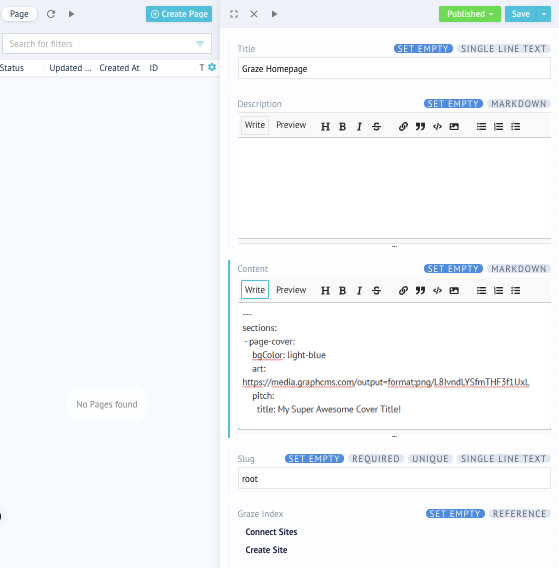 Page
Create Page
Search for filters
Status Updated ... Created At ID T
No Pages found
Published Save
Title SET EMPTY SINGLE LINE TEXT
Graze Homepage
Description SET EMPTY MARKDOWN
Write Preview H B I S
Content SET EMPTY MARKDOWN
Write Preview H B I S
---
sections:
- page-cover:
bgColor: light-blue
art:
https://media.graphcms.com/output=format:png/L8IvndLYSfmTHF3f1UxL
pitch:
title: My Super Awesome Cover Title!
Slug SET EMPTY REQUIRED UNIQUE SINGLE LINE TEXT
root
Graze Index SET EMPTY REFERENCE
Connect Sites
Create Site